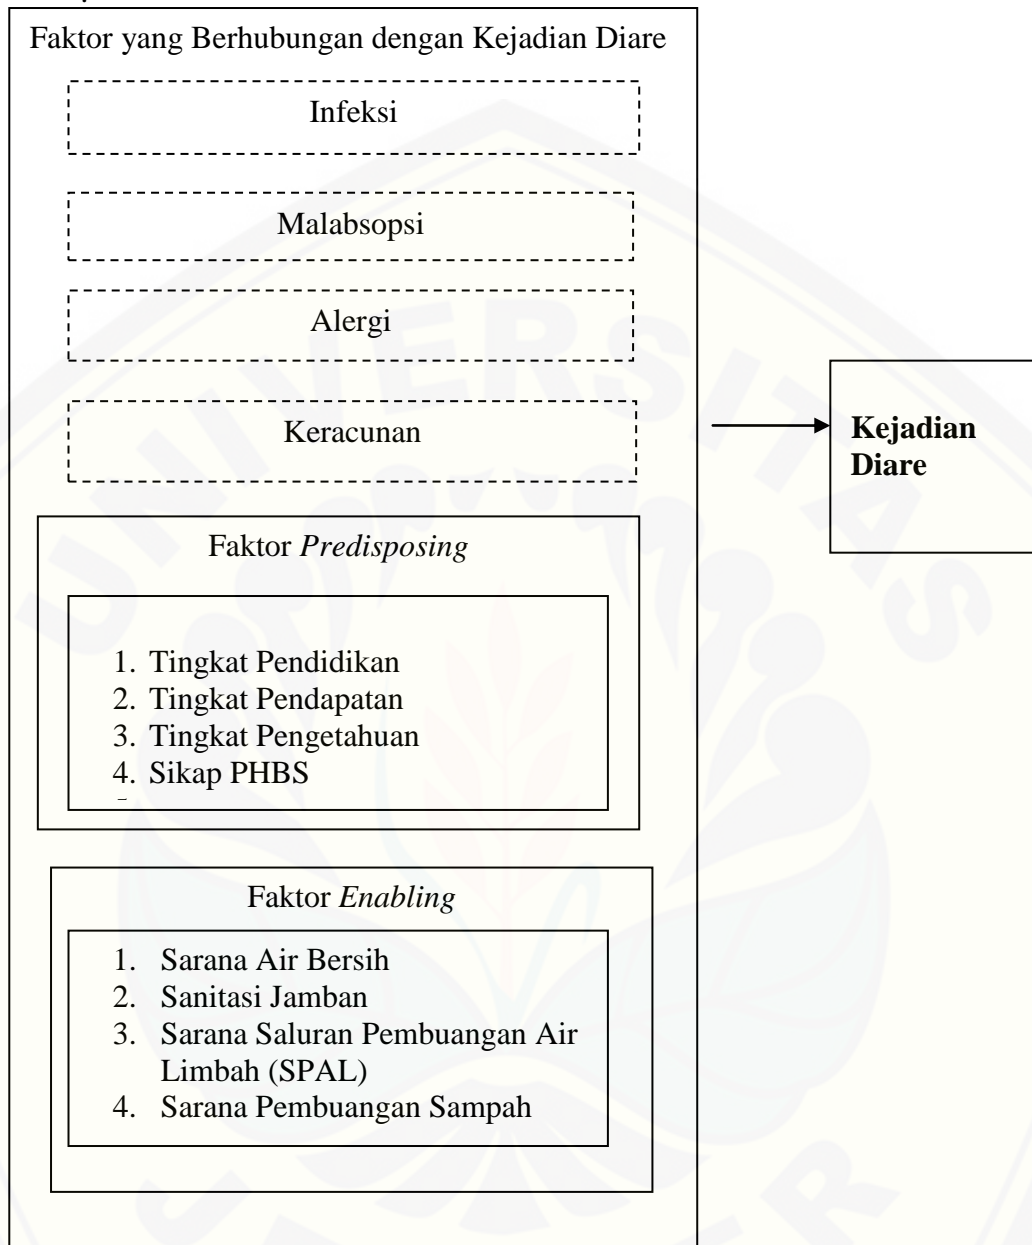 Faktor yang Berhubungan dengan Kejadian Diare
Infeksi
Malabsopsi
Alergi
Keracunan
Kejadian
Diare
Faktor Predisposing
1. Tingkat Pendidikan
2. Tingkat Pendapatan
3. Tingkat Pengetahuan
4. Sikap PHBS
Faktor Enabling
1. Sarana Air Bersih
2. Sanitasi Jamban
3. Sarana Saluran Pembuangan Air
Limbah (SPAL)
4. Sarana Pembuangan Sampah
UNIVERSITAS